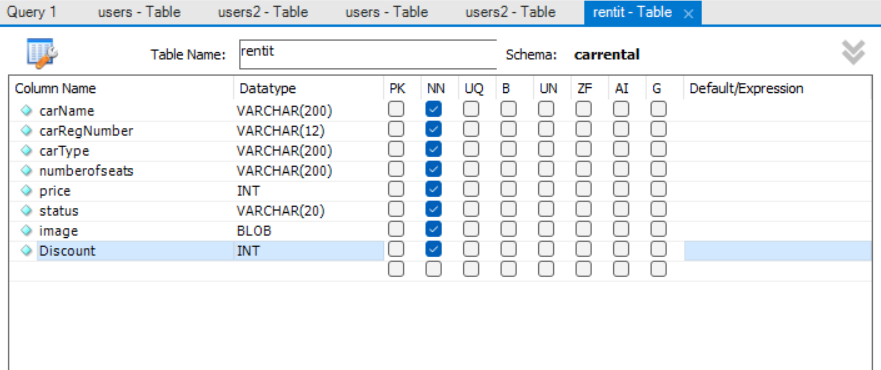 Query 1 users - Table users2 - Table users - Table users2 - Table rentit - Table ×
Table Name: rentit Schema: carrental
Column Name Datatype PK NN UQ B UN ZF AI G Default/Expression
carName VARCHAR(200)
carRegNumber VARCHAR(12)
carType VARCHAR(200)
numberofseats VARCHAR(200)
price INT
status VARCHAR(20)
image BLOB
Discount INT